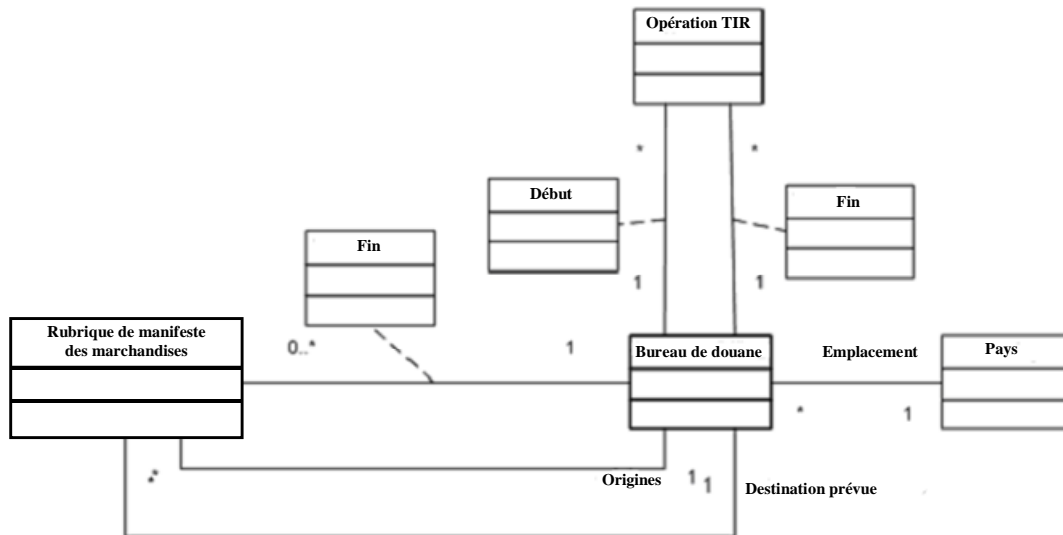 Opération TIR
*
*
Début
Fin
Fin
1
1
Rubrique de manifeste
des marchandises
0..*
1
Bureau de douane
Emplacement
Pays
*
1
**
Origines
1
1
Destination prévue